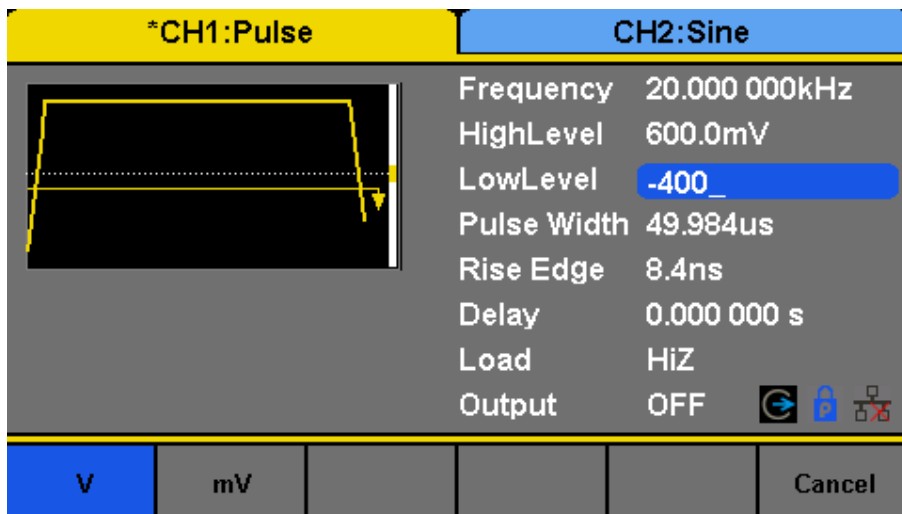 *CH1:Pulse
CH2:Sine
Frequency 20.000 000kHz
HighLevel 600.0mV
LowLevel -400_
Pulse Width 49.984us
Rise Edge 8.4ns
Delay 0.000 000 s
Load HiZ
Output OFF
P
V
mV
Cancel